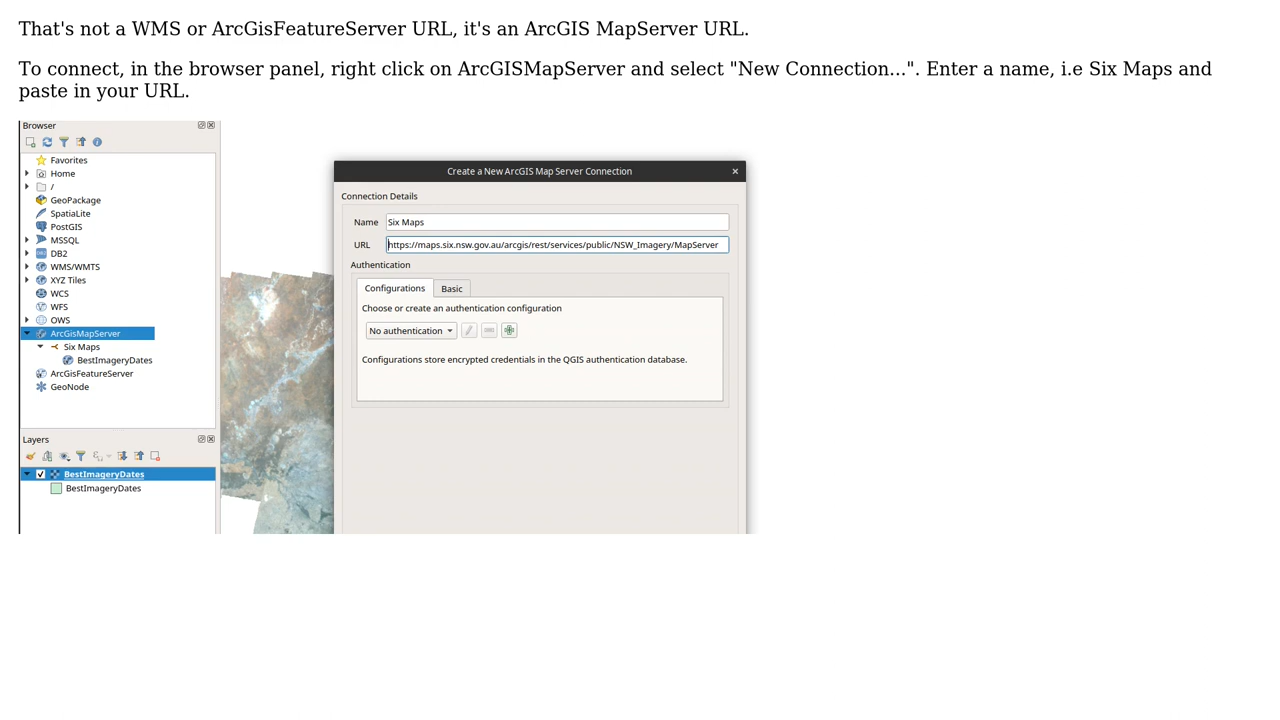 That's not a WMS or ArcGisFeatureServer URL, it's an ArcGIS MapServer URL.
To connect, in the browser panel, right click on ArcGISMapServer and select "New Connection...". Enter a name, i.e Six Maps and
paste in your URL.
Browser
Favorites
Home
/
GeoPackage
SpatiaLite
PostGIS
MSSQL
DB2
WMS/WMTS
XYZ Tiles
WCS
WFS
OWS
ArcGisMapServer
Six Maps
BestImageryDates
ArcGisFeatureServer
GeoNode
Layers
BestImageryDates
BestImageryDates
Create a New ArcGIS Map Server Connection
Connection Details
Name Six Maps
URL https://maps.six.nsw.gov.au/arcgis/rest/services/public/NSW_Imagery/MapServer
Authentication
Configurations Basic
Choose or create an authentication configuration
No authentication
Configurations store encrypted credentials in the QGIS authentication database.